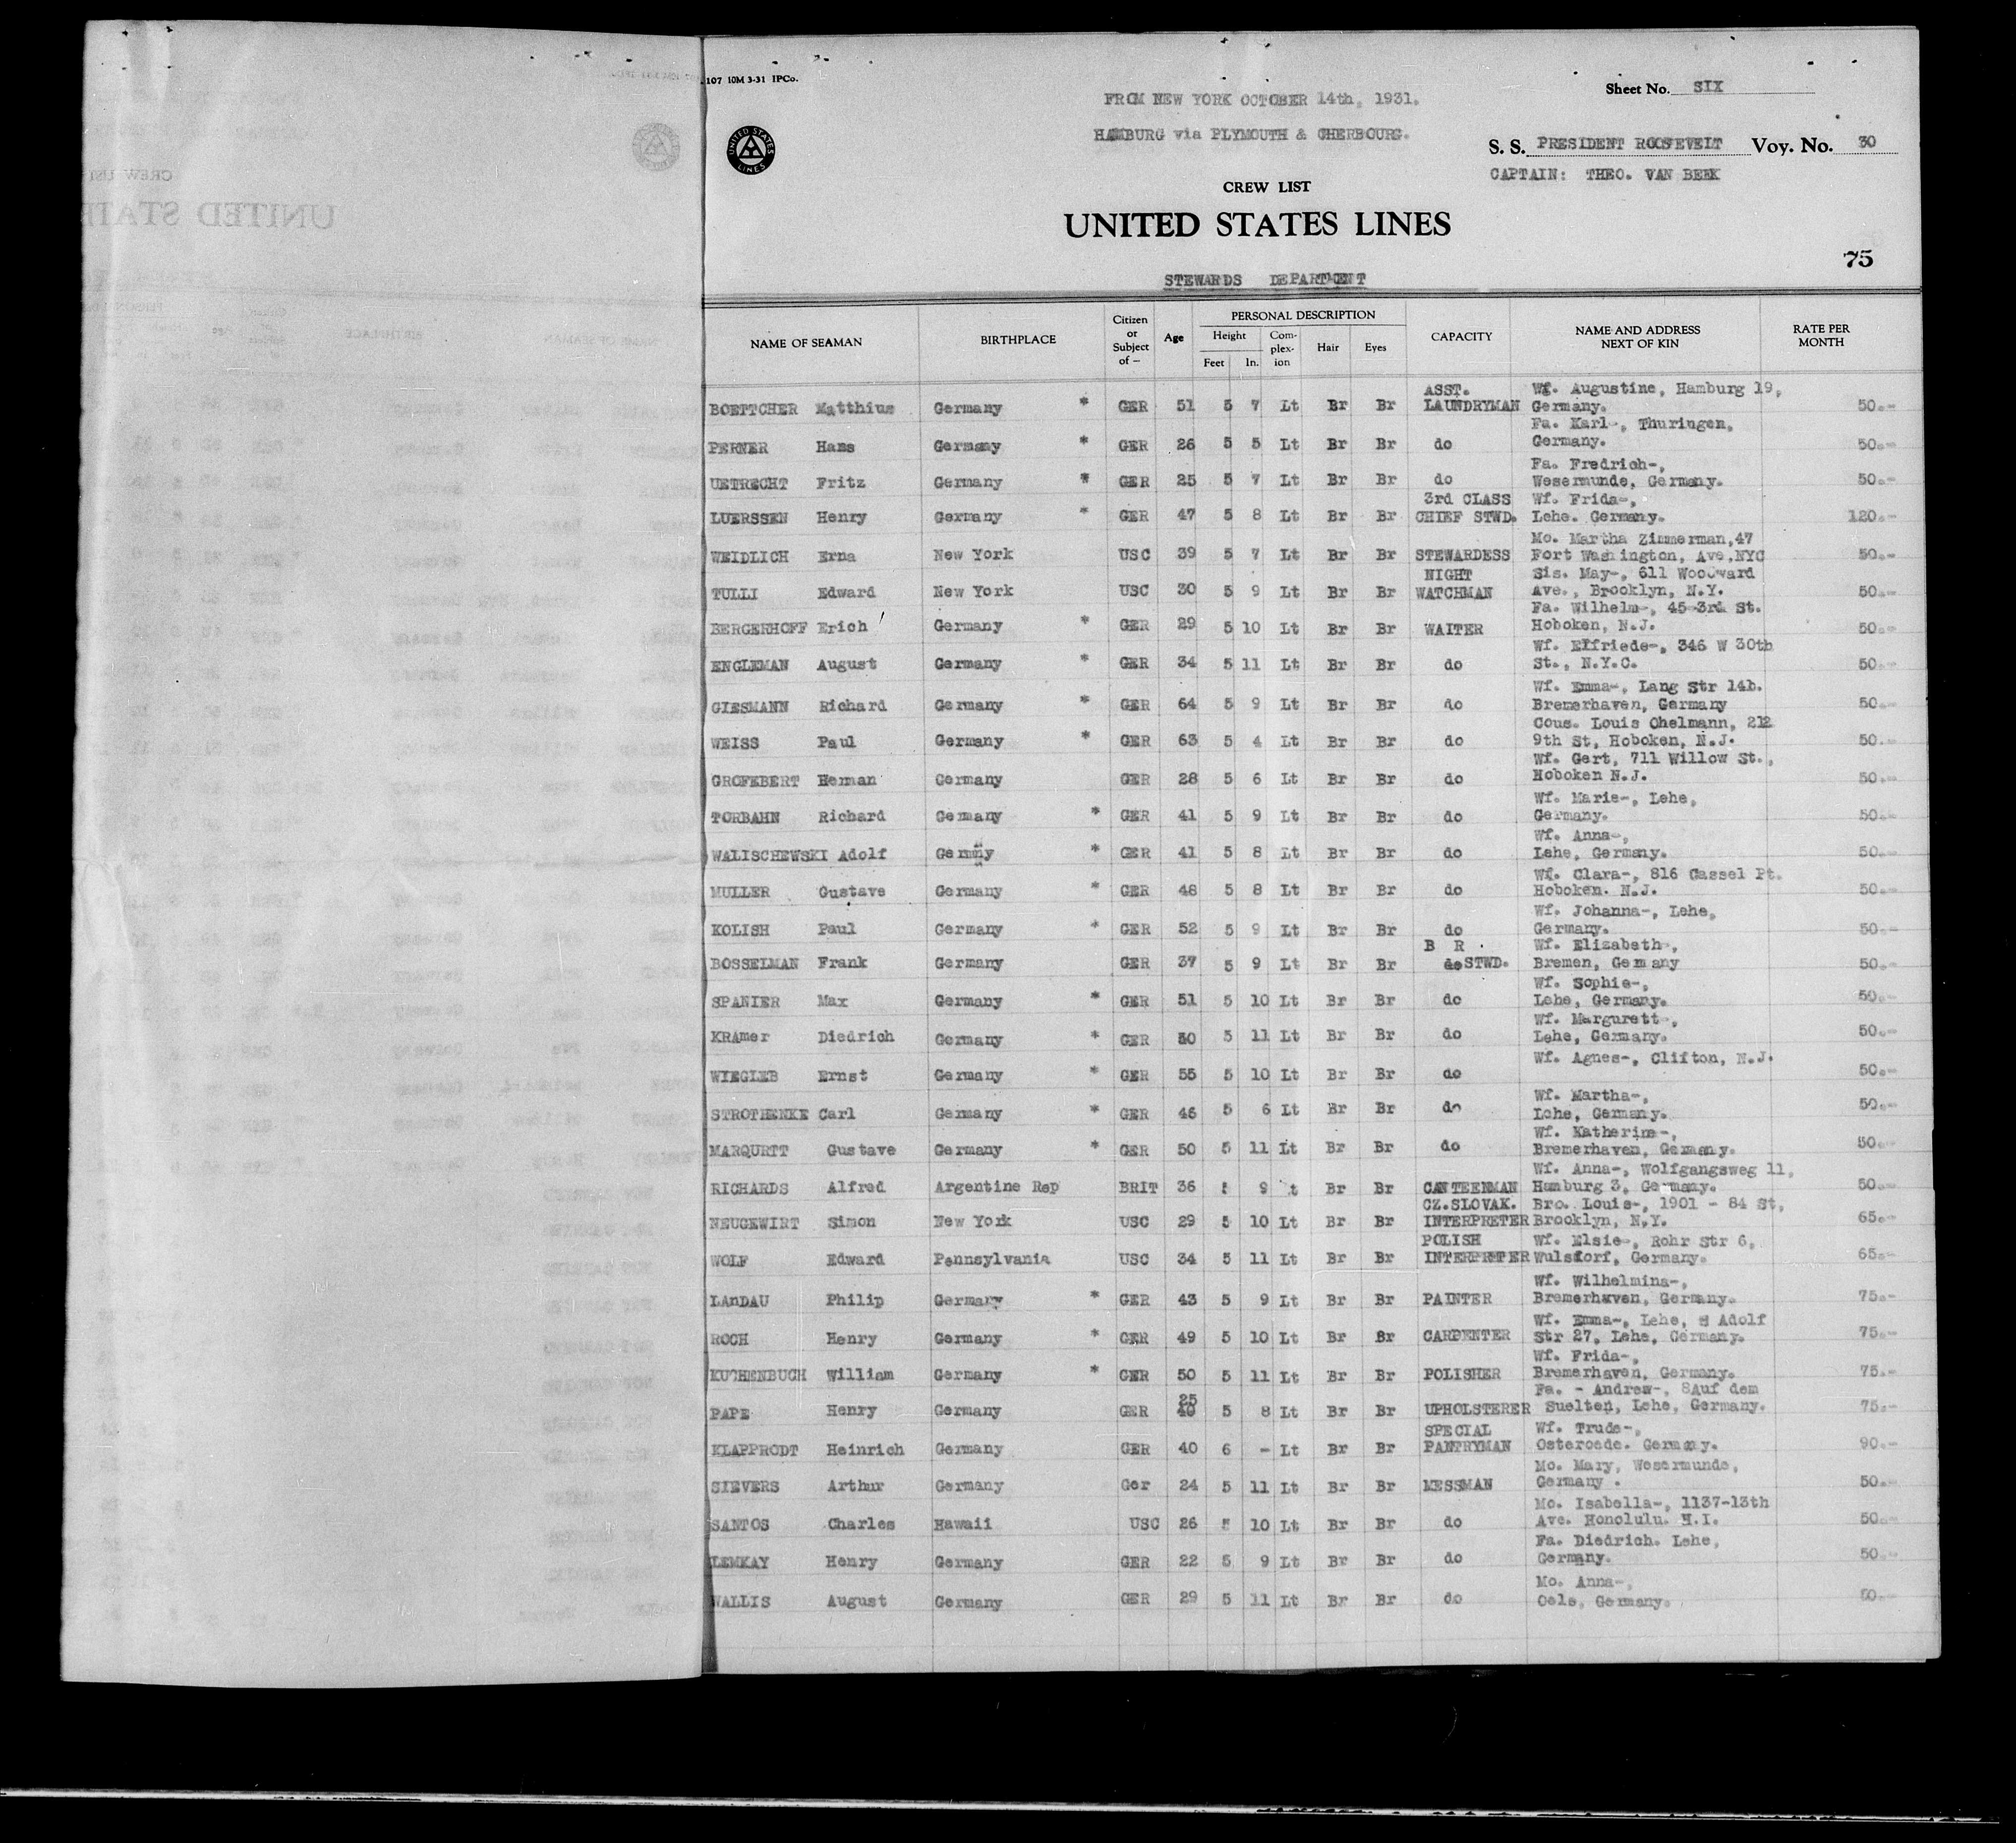 107 10M 3-31 IPCo.
Sheet No. SIX
FROM NEW YORK OCTOBER 14th, 1931.
HAMBURG via PLYMOUTH & CHERBOURG.
UNITED STATES LINES
S. S. PRESIDENT ROOSEVELT Voy. No. 30
CAPTAIN: THEO. VAN BEEK
CREW LIST
UNITED STATES LINES
75
STEWARDS DEPARTMENT
NAME OF SEAMAN BIRTHPLACE Citizen or Subject of — Age PERSONAL DESCRIPTION Height Feet In. Com-plex-ion Hair Eyes CAPACITY NAME AND ADDRESS NEXT OF KIN RATE PER MONTH
ASST. Wf. Augustine, Hamburg 19,
BOETTCHER Matthius Germany * GER 51 5 7 Lt Br Br LAUNDRYMAN Germany. 50.-
Fa. Karl-, Thuringen,
PERNER Hans Germany * GER 26 5 5 Lt Br Br do Germany. 50.-
Fa. Fredrich-,
UETRECHT Fritz Germany * GER 25 5 7 Lt Br Br do Wesermunde, Germany. 50.-
3rd CLASS Wf. Frida-,
LUERSSEN Henry Germany * GER 47 5 8 Lt Br Br CHIEF STWD. Lehe. Germany. 120.-
Mo. Martha Zimmerman,47
WEIDLICH Erna New York USC 39 5 7 Lt Br Br STEWARDESS Fort Washington, Ave.NYC 50.-
NIGHT Sis. May-, 611 Woodward
TULLI Edward New York USC 30 5 9 Lt Br Br WATCHMAN Ave., Brooklyn, N.Y. 50.-
Fa. Wilhelm-, 45-3rd St.
BERGERHOFF Erich Germany * GER 29 5 10 Lt Br Br WAITER Hoboken, N.J. 50.-
Wf. Elfriede-, 346 W 30th
ENGLEMAN August Germany * GER 34 5 11 Lt Br Br do St., N.Y.C. 50.-
Wf. Emma-, Lang Str 14b.
GIESMANN Richard Germany * GER 64 5 9 Lt Br Br do Bremerhaven, Germany 50.-
Cous. Louis Ohelmann, 212
WEISS Paul Germany * GER 63 5 4 Lt Br Br do 9th St, Hoboken, N.J. 50.-
Wf. Gert, 711 Willow St.,
GROFEBERT Heman Germany GER 28 5 6 Lt Br Br do Hoboken N.J. 50.-
Wf. Marie-, Lehe,
TORBAHN Richard Germany * GER 41 5 9 Lt Br Br do Germany. 50.-
Wf. Anna-,
WALISCHEWSKI Adolf Germny * GER 41 5 8 Lt Br Br do Lehe, Germany. 50.-
Wf. Clara-, 816 Cassel Pt.
MULLER Gustave Germany * GER 48 5 8 Lt Br Br do Hoboken. N.J. 50.-
Wf. Johanna-, Lehe,
KOLISH Paul Germany * GER 52 5 9 Lt Br Br do Germany. 50.-
B R . Wf. Elizabeth-,
BOSSELMAN Frank Germany GER 37 5 9 Lt Br Br do STWD. Bremen, Germany 50.-
Wf. Sophie-,
SPANIER Max Germany * GER 51 5 10 Lt Br Br do Lehe, Germany. 50.-
Wf. Margurett-,
KRAmer Diedrich Germany * GER 50 5 11 Lt Br Br do Lehe, Germany. 50.-
Wf. Agnes-, Clifton, N.J.
WIEGLEB Ernst Germany * GER 55 5 10 Lt Br Br do 50.-
Wf. Martha-,
STROTHENKE Carl Germany * GER 46 5 6 Lt Br Br do Lehe, Germany. 50.-
Wf. Katherine-,
MARQURTT Gustave Germany * GER 50 5 11 Lt Br Br do Bremerhaven, Germany. 50.-
Wf. Anna-, Wolfgangsweg 11,
RICHARDS Alfred Argentine Rep BRIT 36 5 9 t Br Br CANTEENMAN Hamburg 3, Germany. 50.-
CZ.SLOVAK. Bro. Louis-, 1901 - 84 St,
NEUGEWIRT Simon New York USC 29 5 10 Lt Br Br INTERPRETER Brooklyn, N.Y. 65.-
POLISH Wf. Elsie-, Rohr Str 6,
WOLF Edward Pennsylvania USC 34 5 11 Lt Br Br INTERPRETER Wulsdorf, Germany. 65.-
Wf. Wilhelmina-,
LAnDAU Philip Germany * GER 43 5 9 Lt Br Br PAINTER Bremerhaven, Germany. 75.-
Wf. Emma-, Lehe, Adolf
ROCH Henry Germany * GER 49 5 10 Lt Br Br CARPENTER Str 27, Lehe, Germany. 75.-
Wf. Frida-,
KUCHENBUCH William Germany * GER 50 5 11 Lt Br Br POLISHER Bremerhaven, Germany. 75.-
25 Fa. - Andrew-, 8Auf dem
PAPE Henry Germany GER 40 5 8 Lt Br Br UPHOLSTERER Suelten, Lehe, Germany. 75.-
SPECIAL Wf. Trude-,
KLAPPRODT Heinrich Germany GER 40 6 - Lt Br Br PANTRYMAN Osterode. Germany. 90.-
Mo. Mary, Wesermunde,
SIEVERS Arthur Germany Ger 24 5 11 Lt Br Br MESSMAN Germany . 50.-
Mo. Isabella-, 1137-13th
SANTOS Charles Hawaii USC 26 5 10 Lt Br Br do Ave. Honolulu. H.I. 50.-
Fa. Diedrich. Lehe,
LEMKAY Henry Germany GER 22 5 9 Lt Br Br do Germany. 50.-
Mo. Anna-,
WALLIS August Germany GER 29 5 11 Lt Br Br do Oels, Germany. 50.-